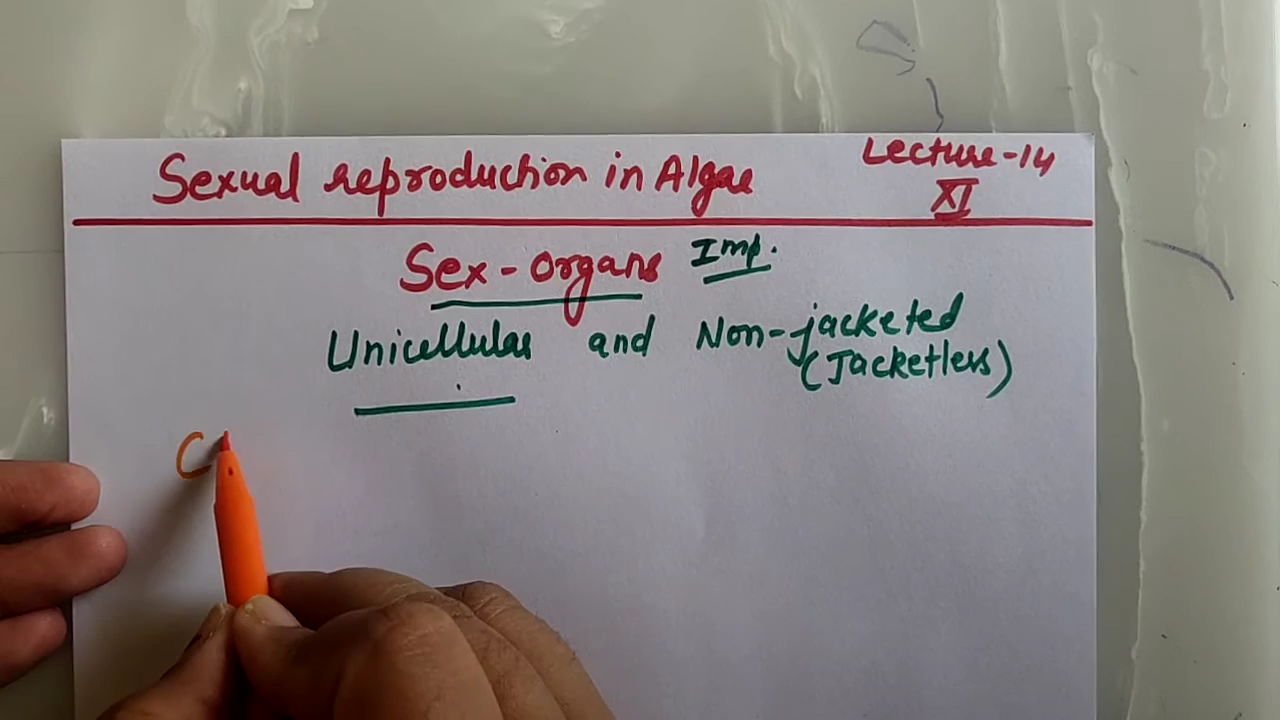 Sexual reproduction in Algae
Lecture-14
XI
Sex-Organs Imp.
Unicellular and Non-jacketed
(Jacketless)
C